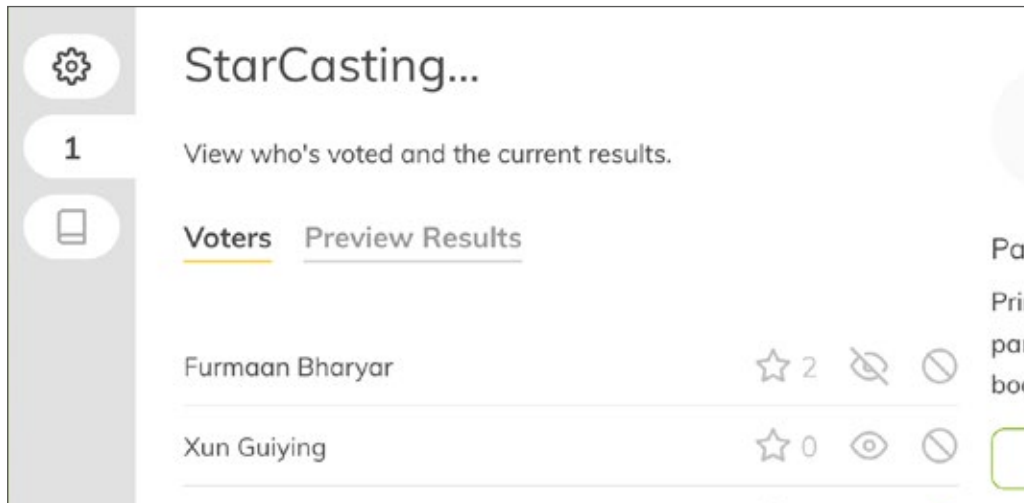 StarCasting...
1
View who's voted and the current results.
Voters Preview Results
Furmaan Bharyar 2
Xun Guiying 0